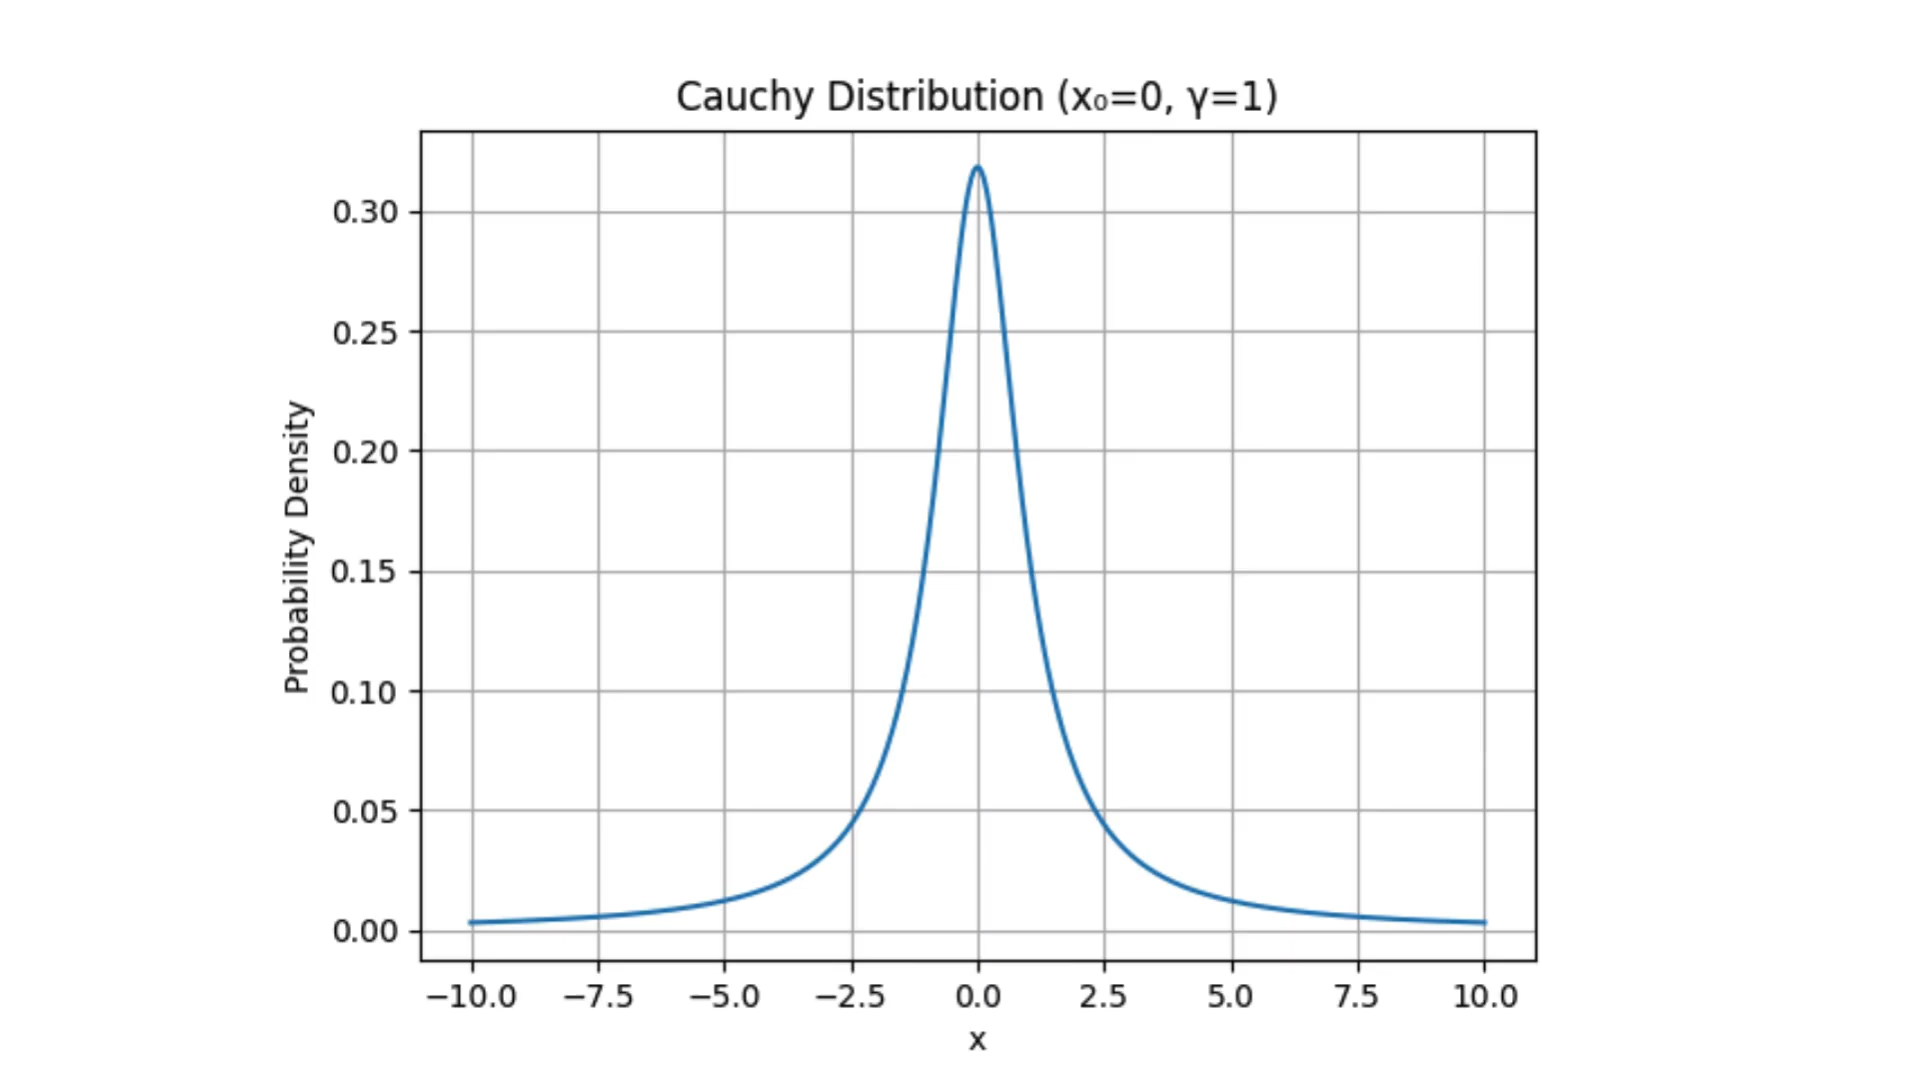 Cauchy Distribution (x₀=0, γ=1)
Probability Density
0.30
0.25
0.20
0.15
0.10
0.05
0.00
−10.0 −7.5 −5.0 −2.5 0.0 2.5 5.0 7.5 10.0
x